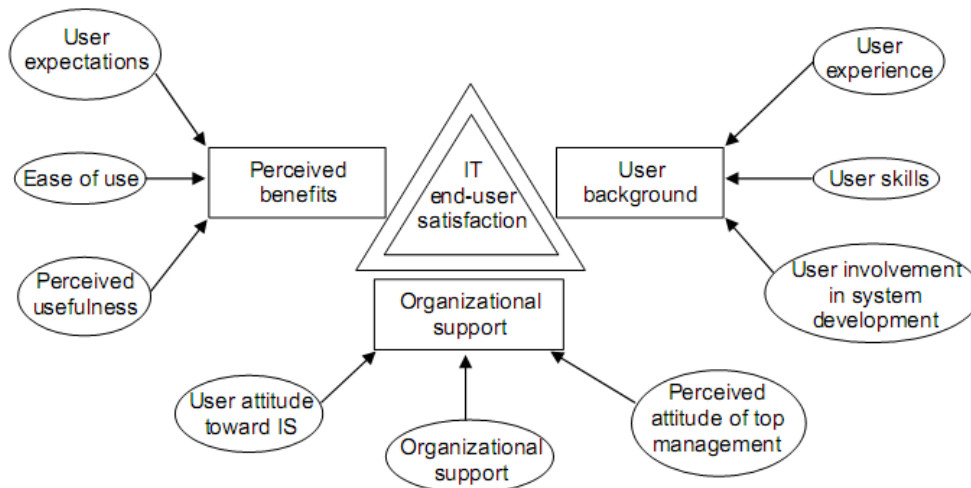 User
expectations
Ease of use
Perceived
usefulness
Perceived
benefits
IT
end-user
satisfaction
User
background
User
experience
User skills
User involvement
in system
development
Organizational
support
User attitude
toward IS
Organizational
support
Perceived
attitude of top
management